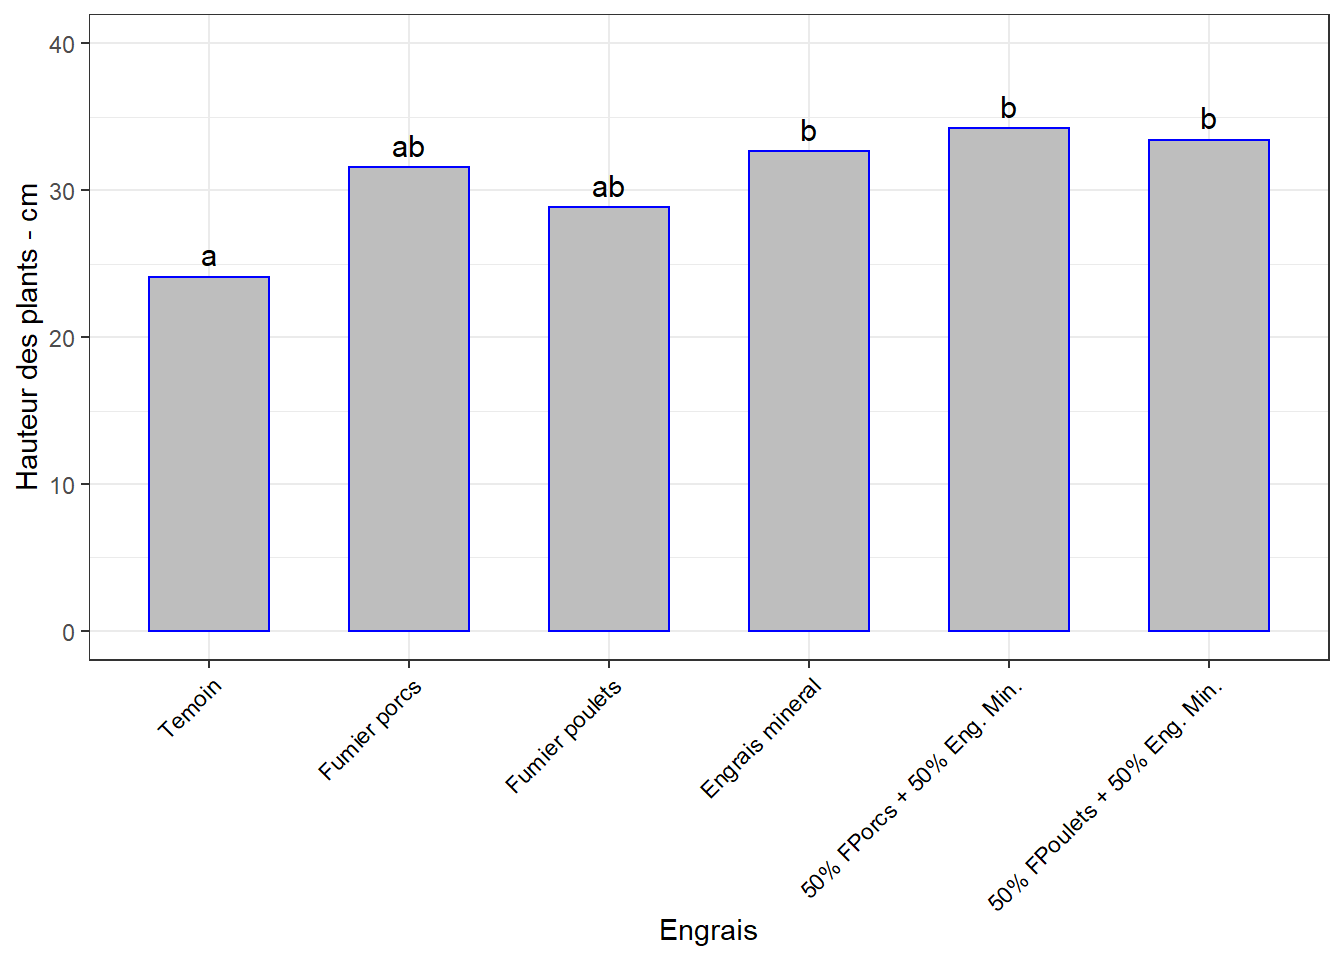 Hauteur des plants - cm
40
30
20
10
0
a
ab
ab
b
b
b
Temoin
Fumier porcs
Fumier poulets
Engrais mineral
50% FPorcs + 50% Eng. Min.
50% FPoulets + 50% Eng. Min.
Engrais